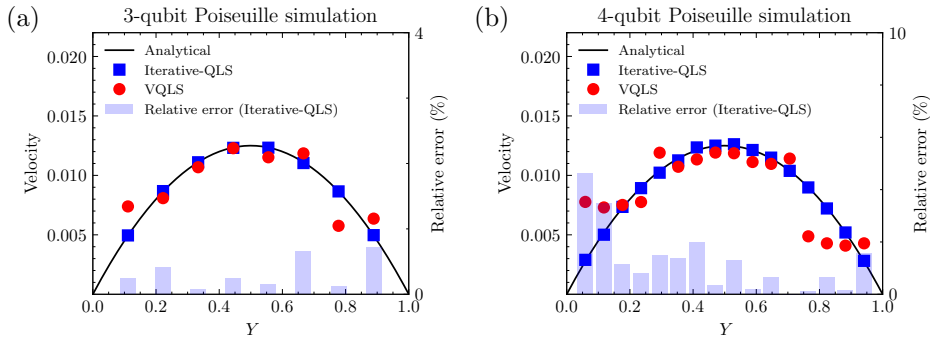 (a) 3-qubit Poiseuille simulation
4
0.020
Analytical
Iterative-QLS
VQLS
Relative error (Iterative-QLS)
0.015
0.010
0.005
Velocity
Relative error (%)
0
0.0 0.2 0.4 0.6 0.8 1.0
Y
(b) 4-qubit Poiseuille simulation
10
0.020
Analytical
Iterative-QLS
VQLS
Relative error (Iterative-QLS)
0.015
0.010
0.005
Velocity
Relative error (%)
0
0.0 0.2 0.4 0.6 0.8 1.0
Y